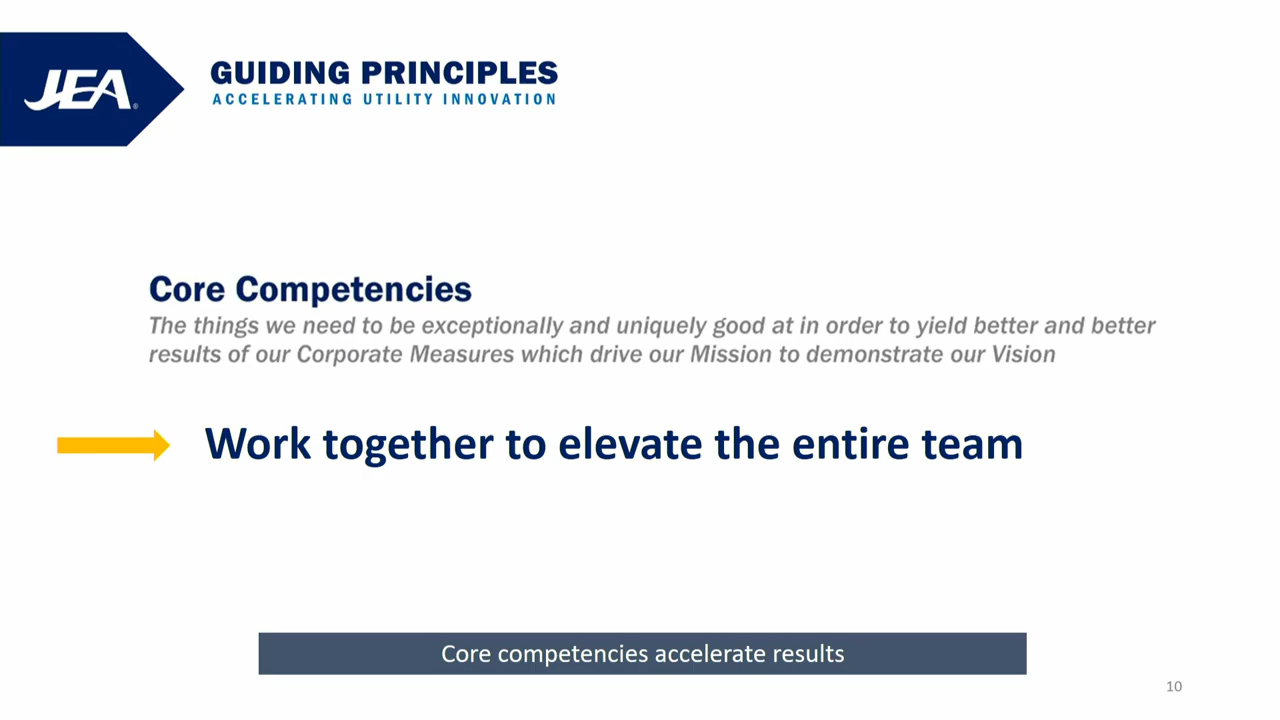 JEA®
GUIDING PRINCIPLES
ACCELERATING UTILITY INNOVATION
Core Competencies
The things we need to be exceptionally and uniquely good at in order to yield better and better
results of our Corporate Measures which drive our Mission to demonstrate our Vision
Work together to elevate the entire team
Core competencies accelerate results
10